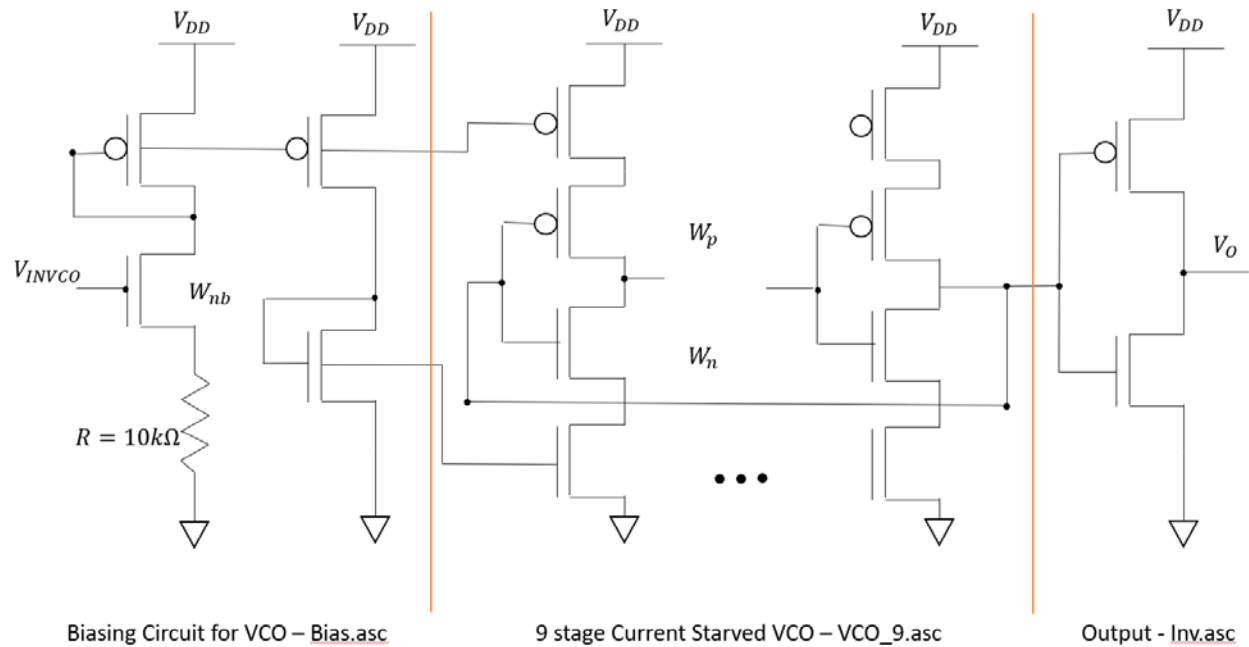 V_DD
V_DD
V_DD
V_DD
V_DD
V_INVCO
W_nb
W_p
W_n
R = 10kΩ
Biasing Circuit for VCO – Bias.asc
9 stage Current Starved VCO – VCO_9.asc
Output - Inv.asc
V_O